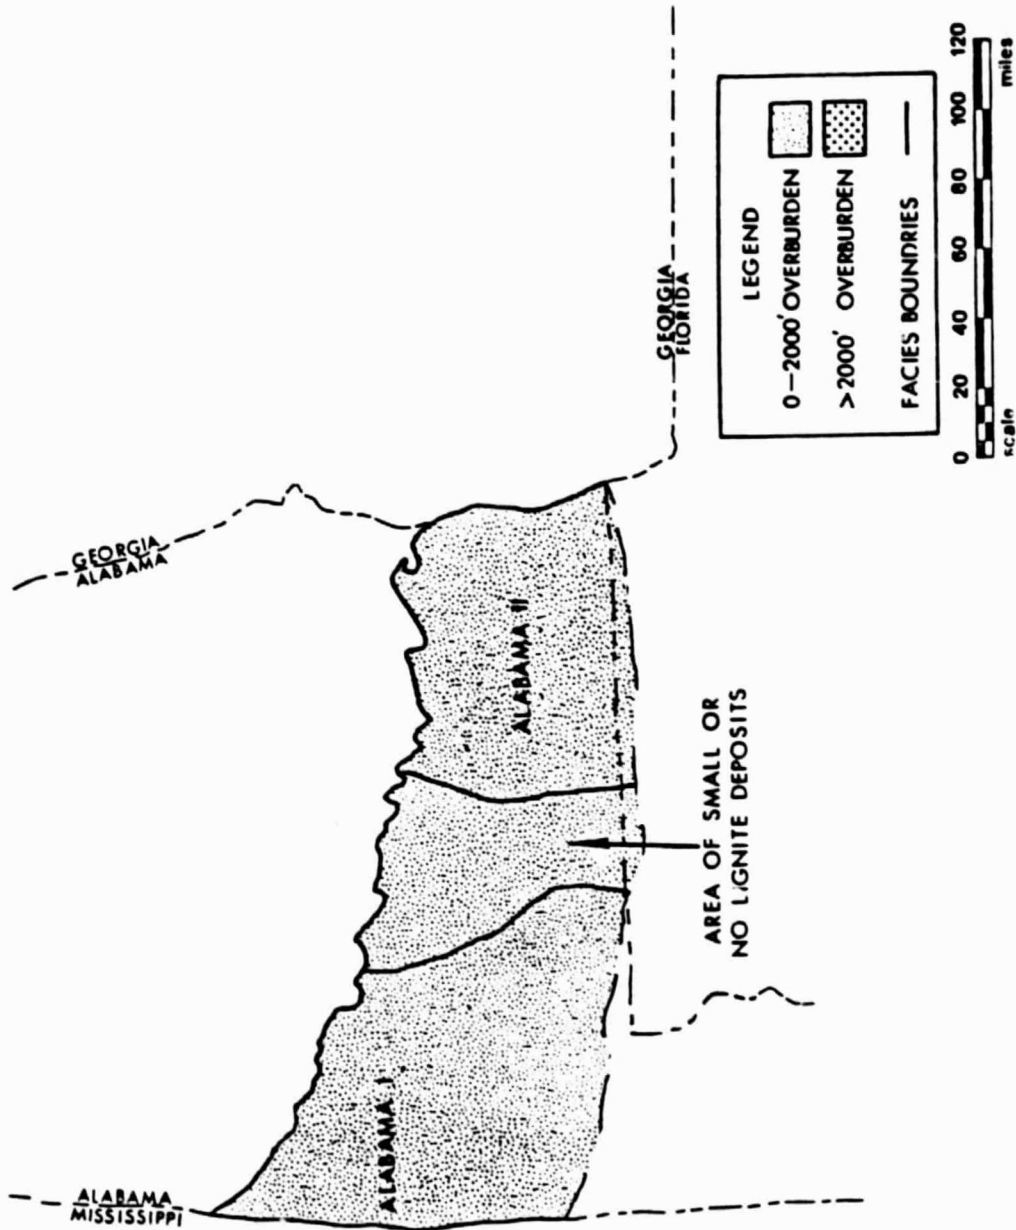 GEORGIA
ALABAMA
ALABAMA
MISSISSIPPI
ALABAMA I
ALABAMA II
AREA OF SMALL OR
NO LIGNITE DEPOSITS
GEORGIA
FLORIDA
LEGEND
0–2000' OVERBURDEN
>2000' OVERBURDEN
FACIES BOUNDRIES
0 20 40 60 80 100 120
scale miles